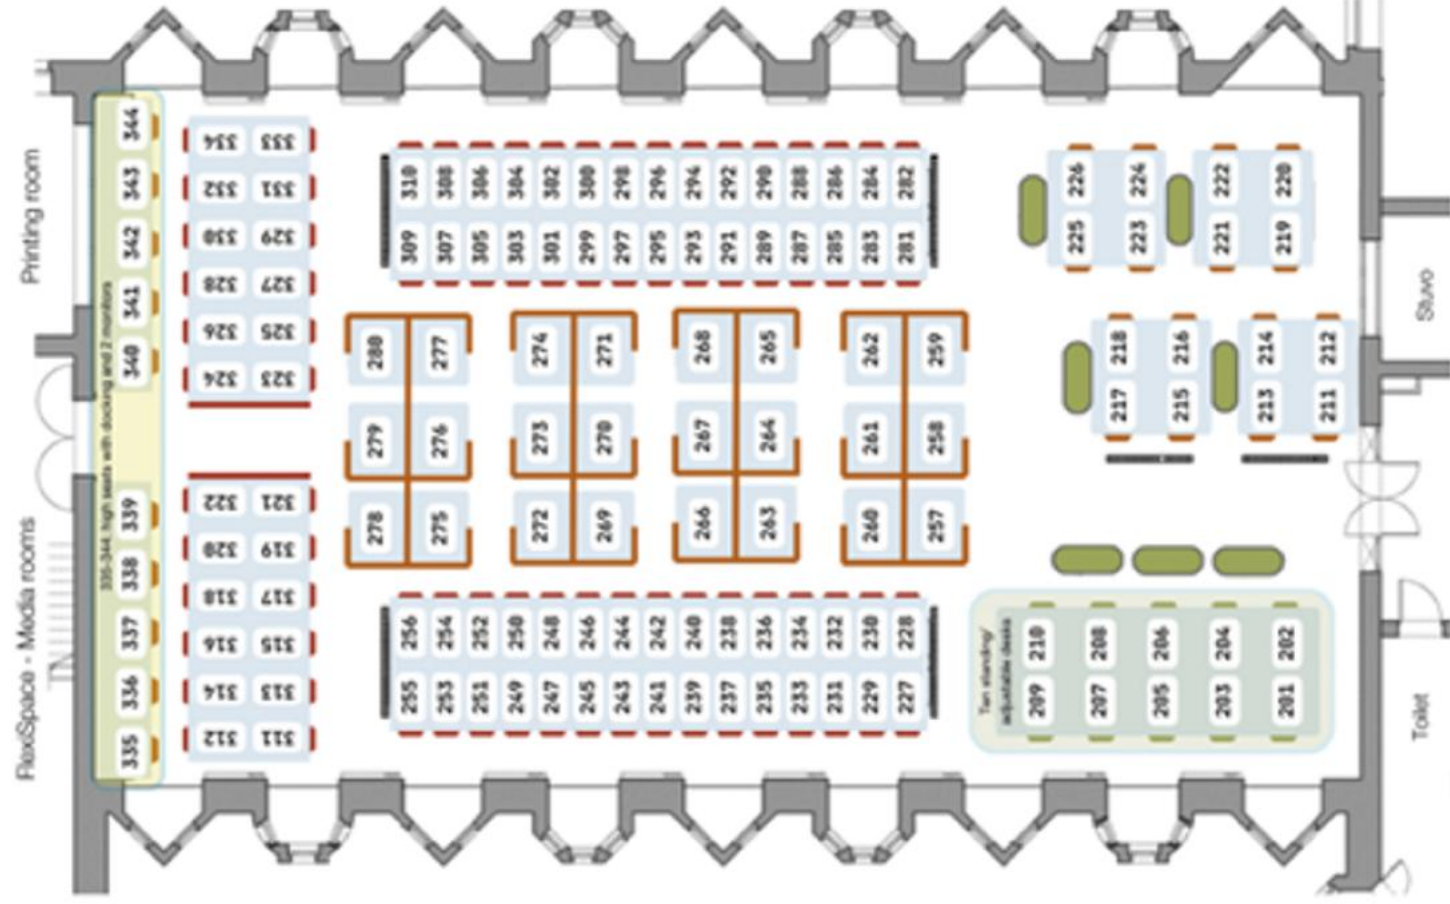 Printing room
FlexiSpace - Media rooms
335-344, high seats with docking and 2 monitors
344
343
342
341
340
339
338
337
336
335
334 333
332 331
330 329
328 327
326 325
324 323
322 321
320 319
318 317
316 315
314 313
312 311
310 308 306 304 302 300 298 296 294 292 290 288 286 284 282
309 307 305 303 301 299 297 295 293 291 289 287 285 283 281
280 277 274 271 268 265 262 259
279 276 273 270 267 264 261 258
278 275 272 269 266 263 260 257
256 254 252 250 248 246 244 242 240 238 236 234 232 230 228
255 253 251 249 247 245 243 241 239 237 235 233 231 229 227
226 224 222 220
225 223 221 219
218 216 214 212
217 215 213 211
Ten standing/
adjustable desks
210 208 206 204 202
209 207 205 203 201
Stuvo
Toilet